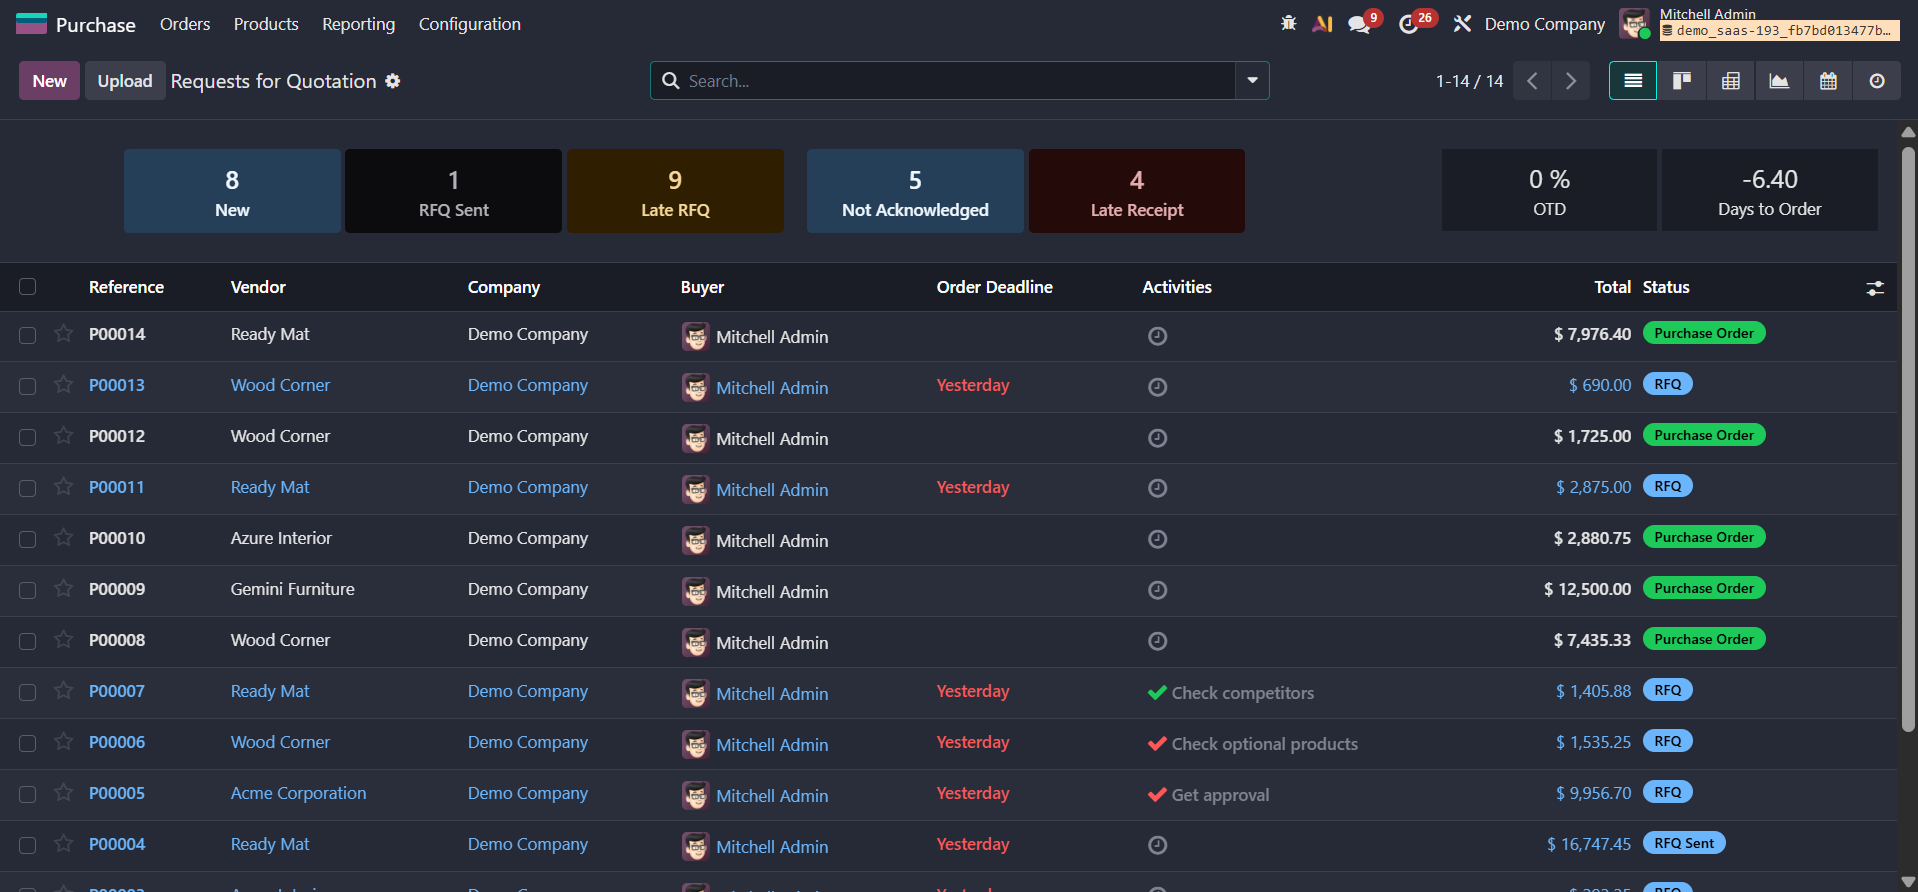 Purchase Orders Products Reporting Configuration 9 26 Demo Company Mitchell Admin
demo_saas-193_fb7bd013477b...
New Upload Requests for Quotation Search... 1-14 / 14
8 1 9 5 4 0 % -6.40
New RFQ Sent Late RFQ Not Acknowledged Late Receipt OTD Days to Order
Reference Vendor Company Buyer Order Deadline Activities Total Status
P00014 Ready Mat Demo Company Mitchell Admin $ 7,976.40 Purchase Order
P00013 Wood Corner Demo Company Mitchell Admin Yesterday $ 690.00 RFQ
P00012 Wood Corner Demo Company Mitchell Admin $ 1,725.00 Purchase Order
P00011 Ready Mat Demo Company Mitchell Admin Yesterday $ 2,875.00 RFQ
P00010 Azure Interior Demo Company Mitchell Admin $ 2,880.75 Purchase Order
P00009 Gemini Furniture Demo Company Mitchell Admin $ 12,500.00 Purchase Order
P00008 Wood Corner Demo Company Mitchell Admin $ 7,435.33 Purchase Order
P00007 Ready Mat Demo Company Mitchell Admin Yesterday Check competitors $ 1,405.88 RFQ
P00006 Wood Corner Demo Company Mitchell Admin Yesterday Check optional products $ 1,535.25 RFQ
P00005 Acme Corporation Demo Company Mitchell Admin Yesterday Get approval $ 9,956.70 RFQ
P00004 Ready Mat Demo Company Mitchell Admin Yesterday $ 16,747.45 RFQ Sent